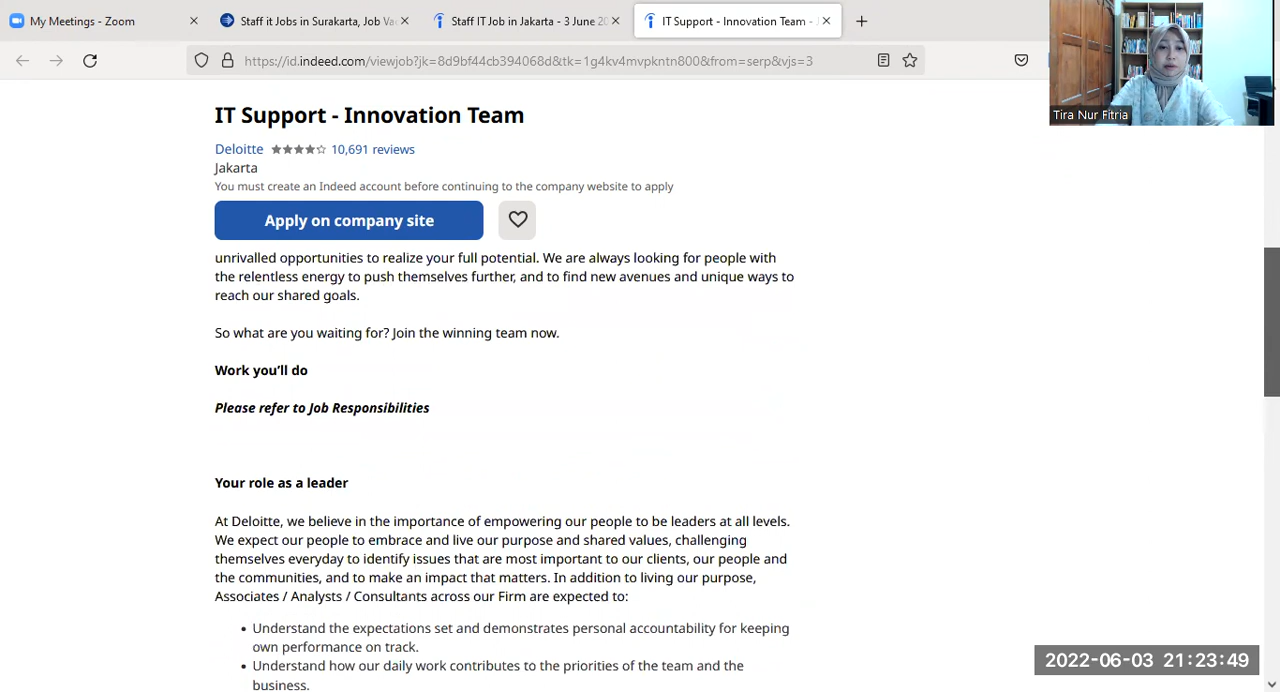 My Meetings - Zoom
Staff it Jobs in Surakarta, Job Va
Staff IT Job in Jakarta - 3 June 20
IT Support - Innovation Team -
https://id.indeed.com/viewjob?jk=8d9bf44cb394068d&tk=1g4kv4mvpkntn800&from=serp&vjs=3
Tira Nur Fitria
IT Support - Innovation Team
Deloitte 10,691 reviews
Jakarta
You must create an Indeed account before continuing to the company website to apply
Apply on company site
unrivalled opportunities to realize your full potential. We are always looking for people with
the relentless energy to push themselves further, and to find new avenues and unique ways to
reach our shared goals.
So what are you waiting for? Join the winning team now.
Work you’ll do
Please refer to Job Responsibilities
Your role as a leader
At Deloitte, we believe in the importance of empowering our people to be leaders at all levels.
We expect our people to embrace and live our purpose and shared values, challenging
themselves everyday to identify issues that are most important to our clients, our people and
the communities, and to make an impact that matters. In addition to living our purpose,
Associates / Analysts / Consultants across our Firm are expected to:
• Understand the expectations set and demonstrates personal accountability for keeping
own performance on track.
• Understand how our daily work contributes to the priorities of the team and the
business.
2022-06-03 21:23:49